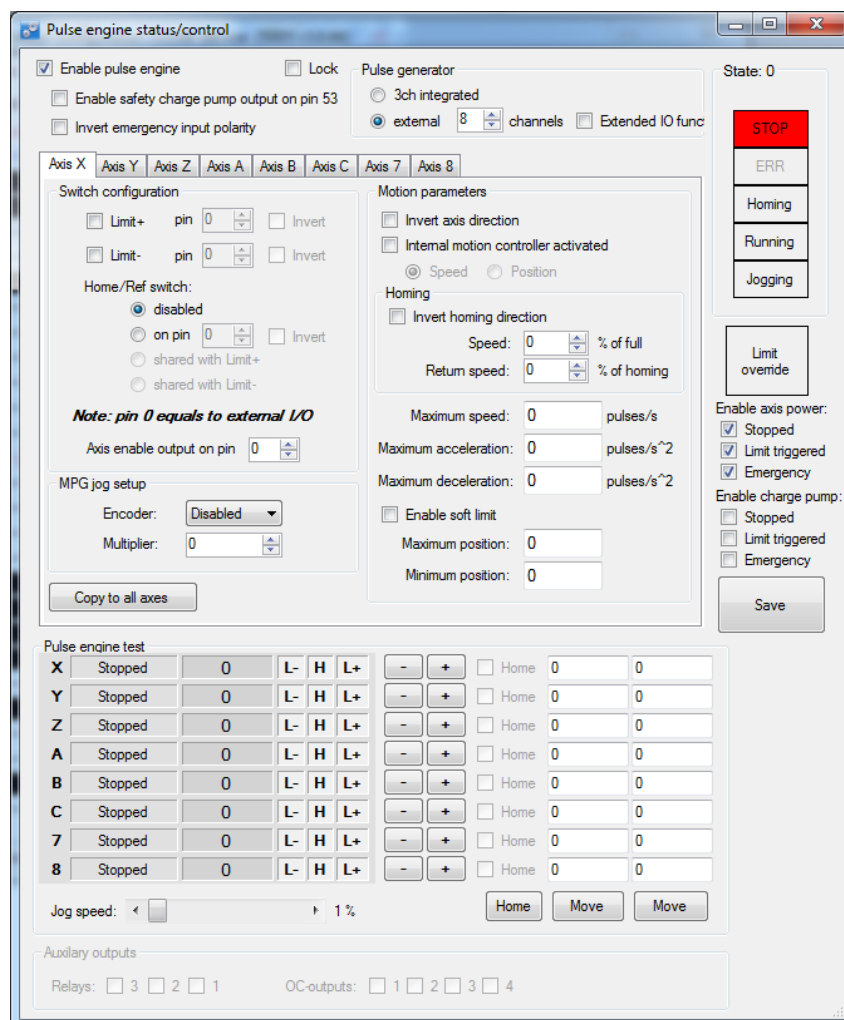 Pulse engine status/control
Enable pulse engine
Lock
Enable safety charge pump output on pin 53
Invert emergency input polarity
Pulse generator
3ch integrated
external 8 channels Extended IO func
State: 0
STOP
ERR
Homing
Running
Jogging
Axis X Axis Y Axis Z Axis A Axis B Axis C Axis 7 Axis 8
Switch configuration
Limit+ pin 0 Invert
Limit- pin 0 Invert
Home/Ref switch:
disabled
on pin 0 Invert
shared with Limit+
shared with Limit-
Note: pin 0 equals to external I/O
Axis enable output on pin 0
MPG jog setup
Encoder: Disabled
Multiplier: 0
Copy to all axes
Motion parameters
Invert axis direction
Internal motion controller activated
Speed Position
Homing
Invert homing direction
Speed: 0 % of full
Return speed: 0 % of homing
Maximum speed: 0 pulses/s
Maximum acceleration: 0 pulses/s^2
Maximum deceleration: 0 pulses/s^2
Enable soft limit
Maximum position: 0
Minimum position: 0
Limit
override
Enable axis power:
Stopped
Limit triggered
Emergency
Enable charge pump:
Stopped
Limit triggered
Emergency
Save
Pulse engine test
X Stopped 0 L- H L+ - + Home 0 0
Y Stopped 0 L- H L+ - + Home 0 0
Z Stopped 0 L- H L+ - + Home 0 0
A Stopped 0 L- H L+ - + Home 0 0
B Stopped 0 L- H L+ - + Home 0 0
C Stopped 0 L- H L+ - + Home 0 0
7 Stopped 0 L- H L+ - + Home 0 0
8 Stopped 0 L- H L+ - + Home 0 0
Jog speed: 1 % Home Move Move
Auxilary outputs
Relays: 3 2 1 OC-outputs: 1 2 3 4